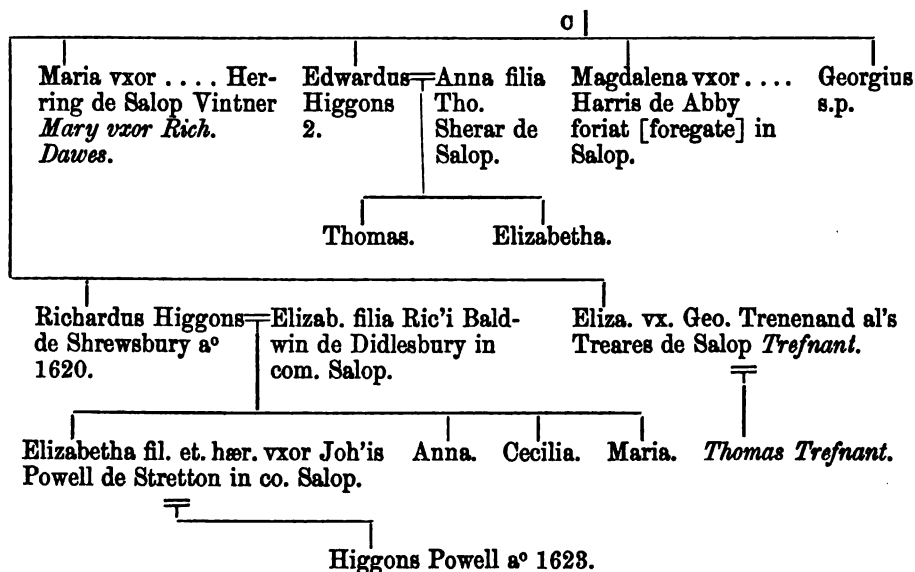 a
Maria vxor .... Her-
ring de Salop Vintner
Mary vxor Rich.
Dawes.
Edwardus
Higgons
2.
Anna filia
Tho.
Sherar de
Salop.
Magdalena vxor ....
Harris de Abby
foriat [foregate] in
Salop.
Georgius
s.p.
Thomas.
Elizabetha.
Richardus Higgons
de Shrewsbury aº
1620.
Elizab. filia Ric'i Bald-
win de Didlesbury in
com. Salop.
Eliza. vx. Geo. Trenenand al's
Treares de Salop Trefnant.
Elizabetha fil. et. hær. vxor Joh'is
Powell de Stretton in co. Salop.
Anna.
Cecilia.
Maria.
Thomas Trefnant.
Higgons Powell aº 1623.